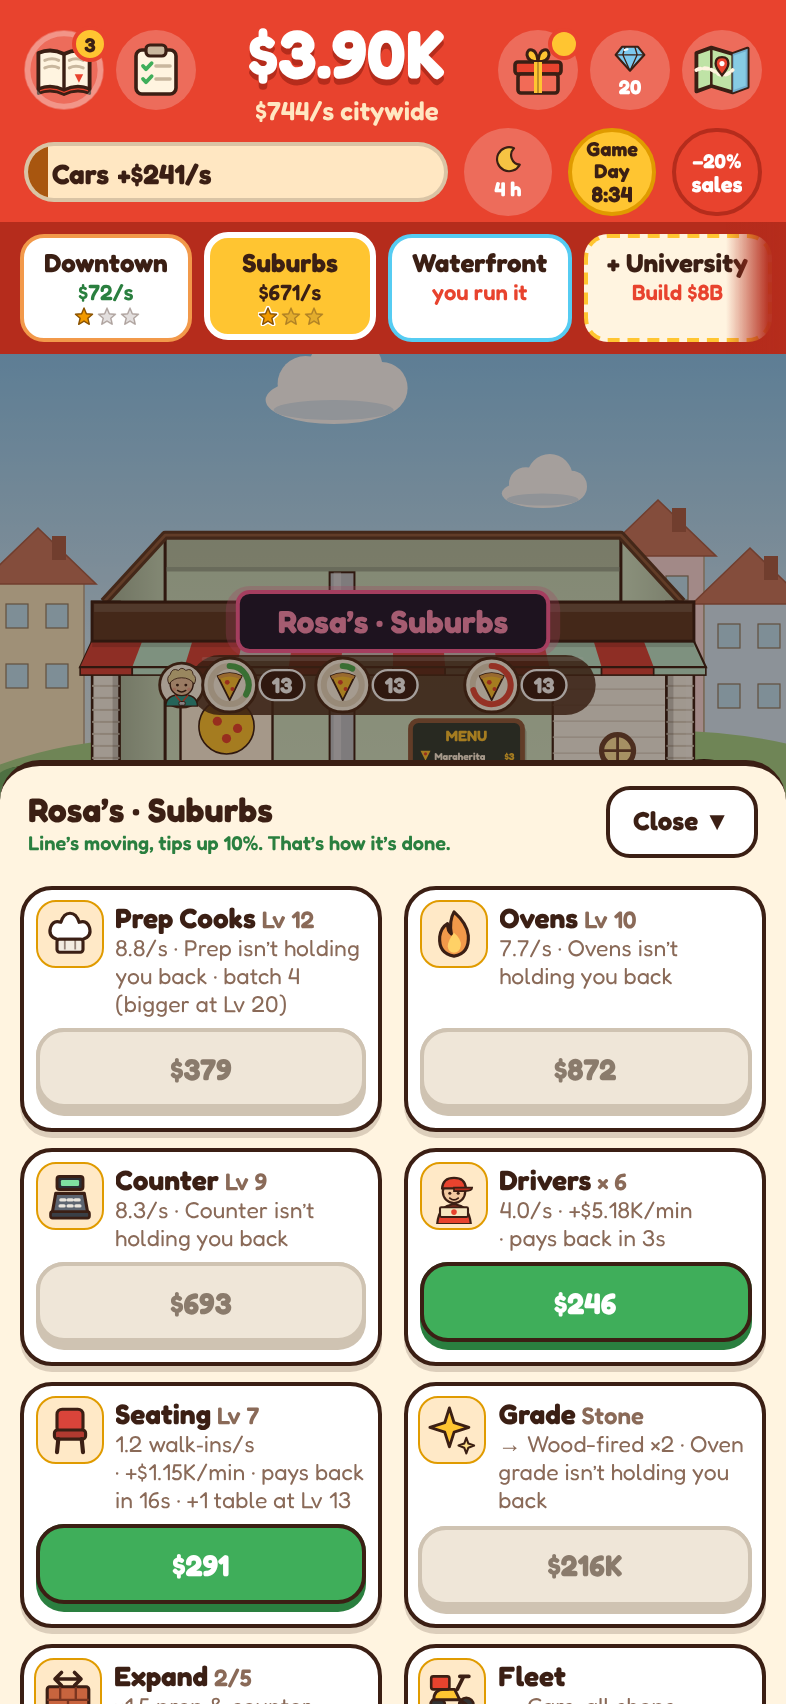 3
$3.90K
$744/s citywide
20
Cars +$241/s
4 h
Game
Day
8:34
-20%
sales
Downtown
$72/s
Suburbs
$671/s
Waterfront
you run it
+ University
Build $8B
Rosa's · Suburbs
13
13
13
MENU
Margherita $3
Rosa's · Suburbs
Line's moving, tips up 10%. That's how it's done.
Close ▼
Prep Cooks Lv 12
8.8/s · Prep isn't holding
you back · batch 4
(bigger at Lv 20)
$379
Ovens Lv 10
7.7/s · Ovens isn't
holding you back
$872
Counter Lv 9
8.3/s · Counter isn't
holding you back
$693
Drivers × 6
4.0/s · +$5.18K/min
· pays back in 3s
$246
Seating Lv 7
1.2 walk-ins/s
· +$1.15K/min · pays back
in 16s · +1 table at Lv 13
$291
Grade Stone
→ Wood-fired ×2 · Oven
grade isn't holding you
back
$216K
Expand 2/5
Fleet